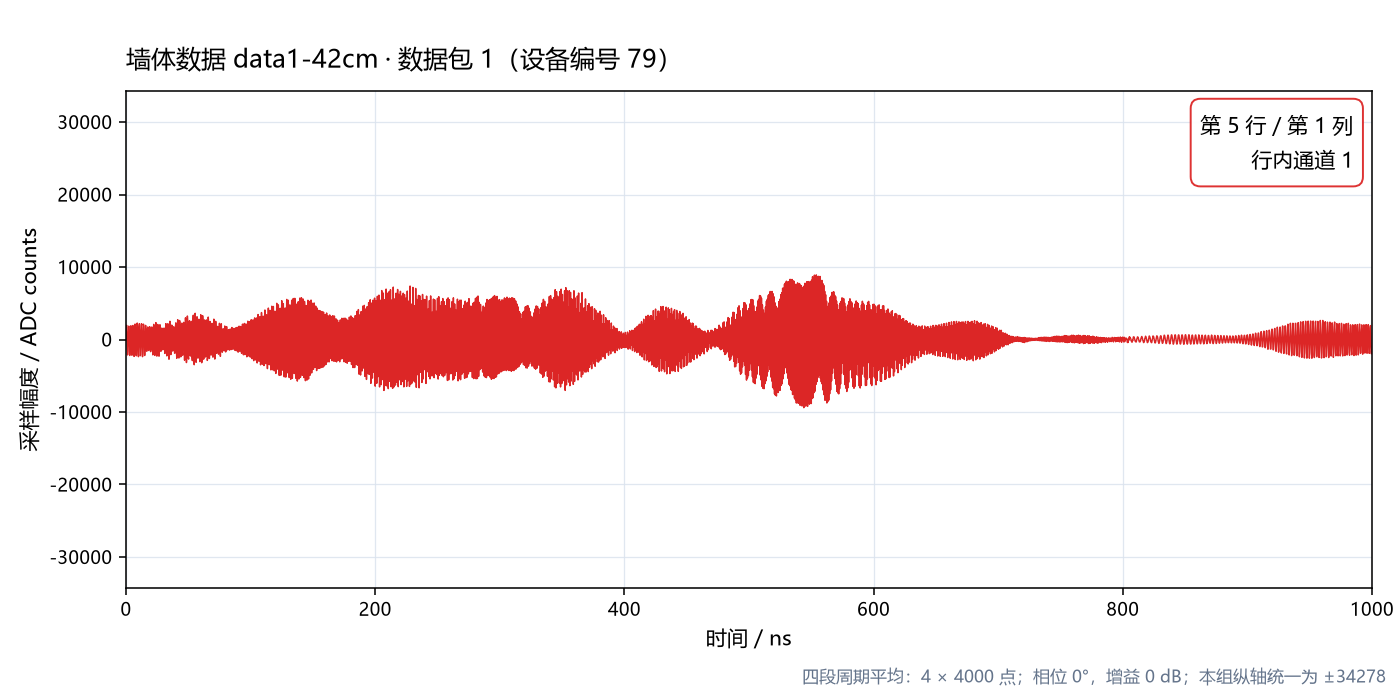 墙体数据 data1-42cm · 数据包 1（设备编号 79）
第 5 行 / 第 1 列
行内通道 1
采样幅度 / ADC counts
30000
20000
10000
0
-10000
-20000
-30000
0 200 400 600 800 1000
时间 / ns
四段周期平均：4 × 4000 点；相位 0°，增益 0 dB；本组纵轴统一为 ±34278